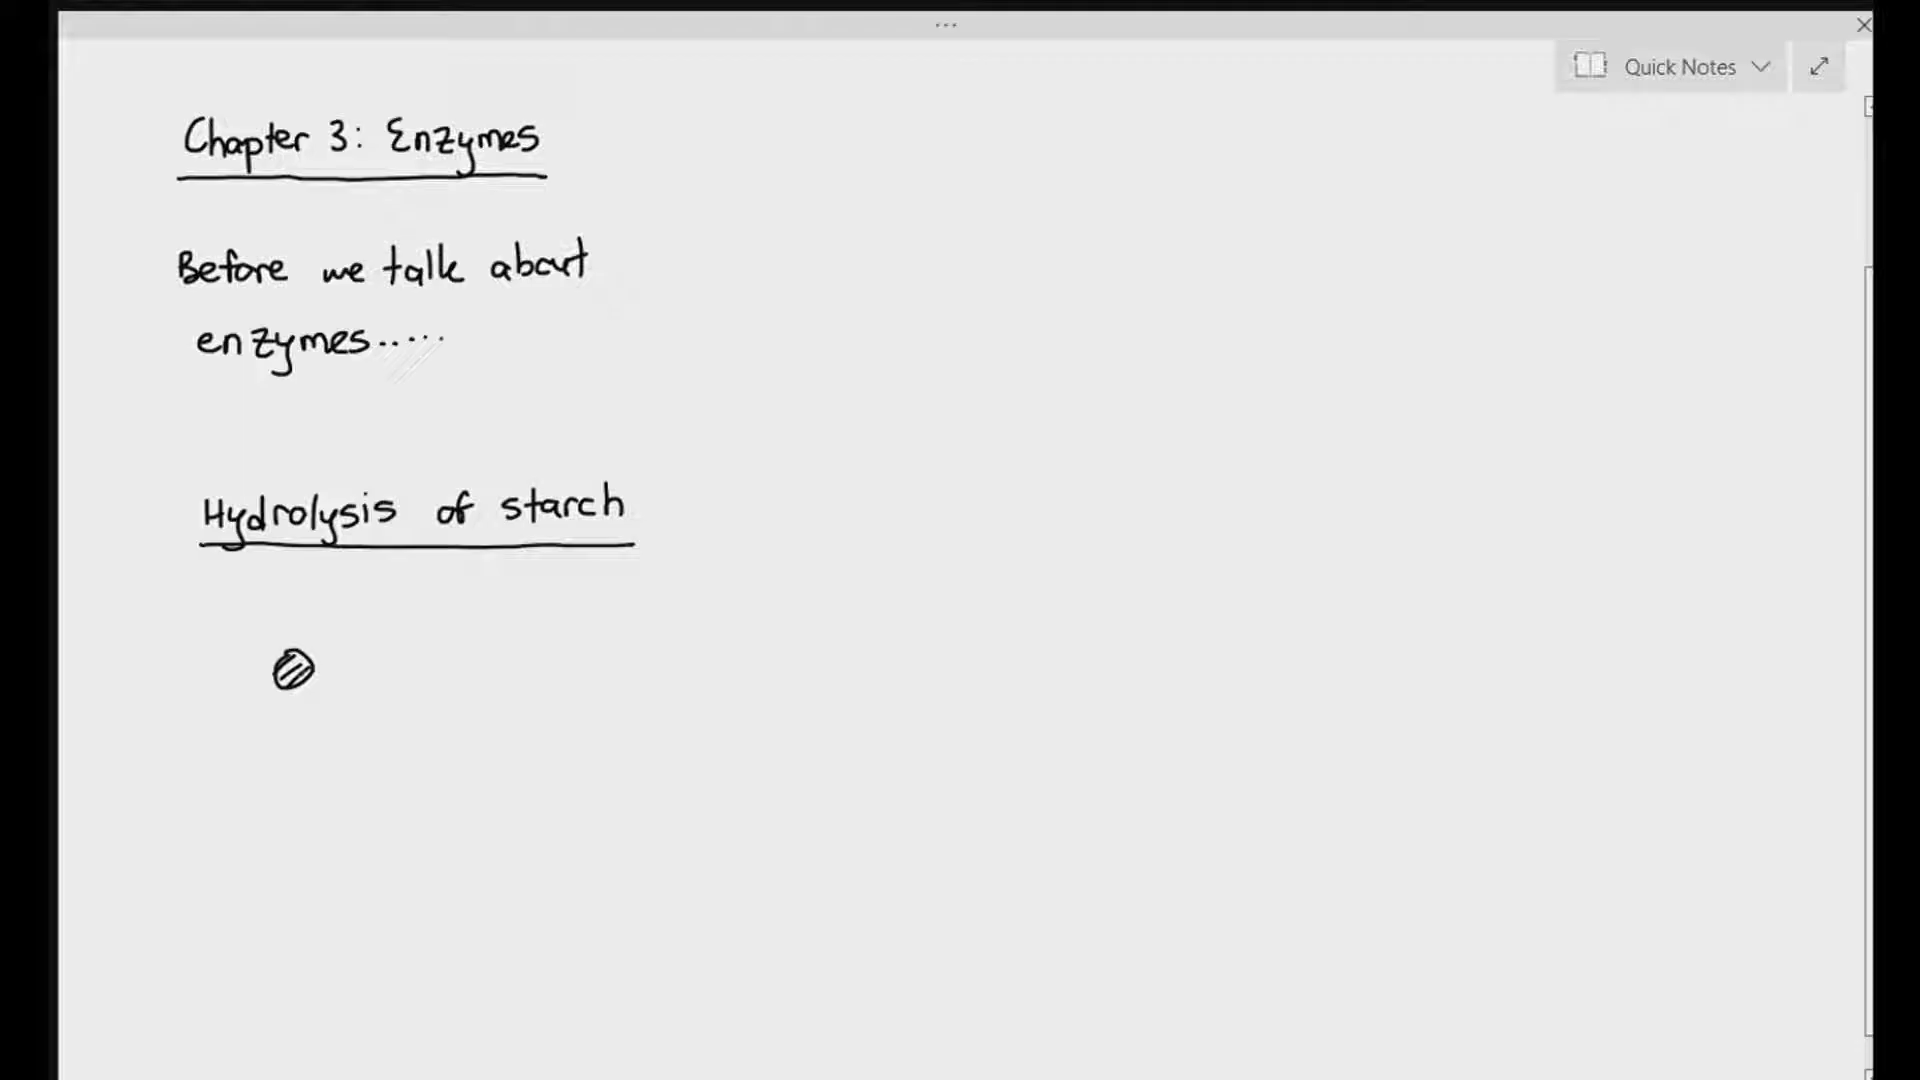 Quick Notes
Chapter 3: Enzymes
Before we talk about
enzymes.....
Hydrolysis of starch